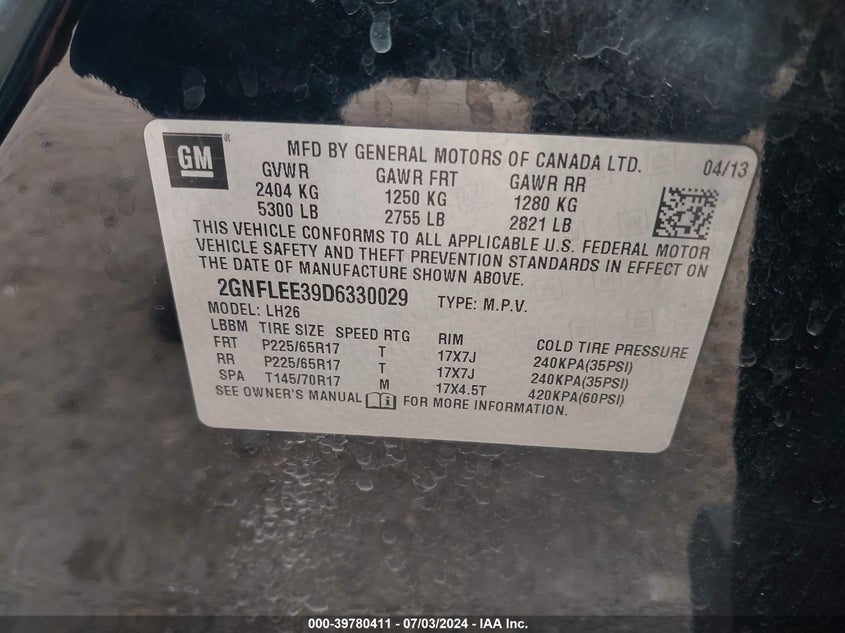 GM ®
MFD BY GENERAL MOTORS OF CANADA LTD. 04/13
GVWR GAWR FRT GAWR RR
2404 KG 1250 KG 1280 KG
5300 LB 2755 LB 2821 LB
THIS VEHICLE CONFORMS TO ALL APPLICABLE U.S. FEDERAL MOTOR
VEHICLE SAFETY AND THEFT PREVENTION STANDARDS IN EFFECT ON
THE DATE OF MANUFACTURE SHOWN ABOVE.
2GNFLEE39D6330029 TYPE: M.P.V.
MODEL: LH26
LBBM TIRE SIZE SPEED RTG RIM COLD TIRE PRESSURE
FRT P225/65R17 T 17X7J 240KPA(35PSI)
RR P225/65R17 T 17X7J 240KPA(35PSI)
SPA T145/70R17 M 17X4.5T 420KPA(60PSI)
SEE OWNER'S MANUAL FOR MORE INFORMATION.
000-39780411 - 07/03/2024 - IAA Inc.